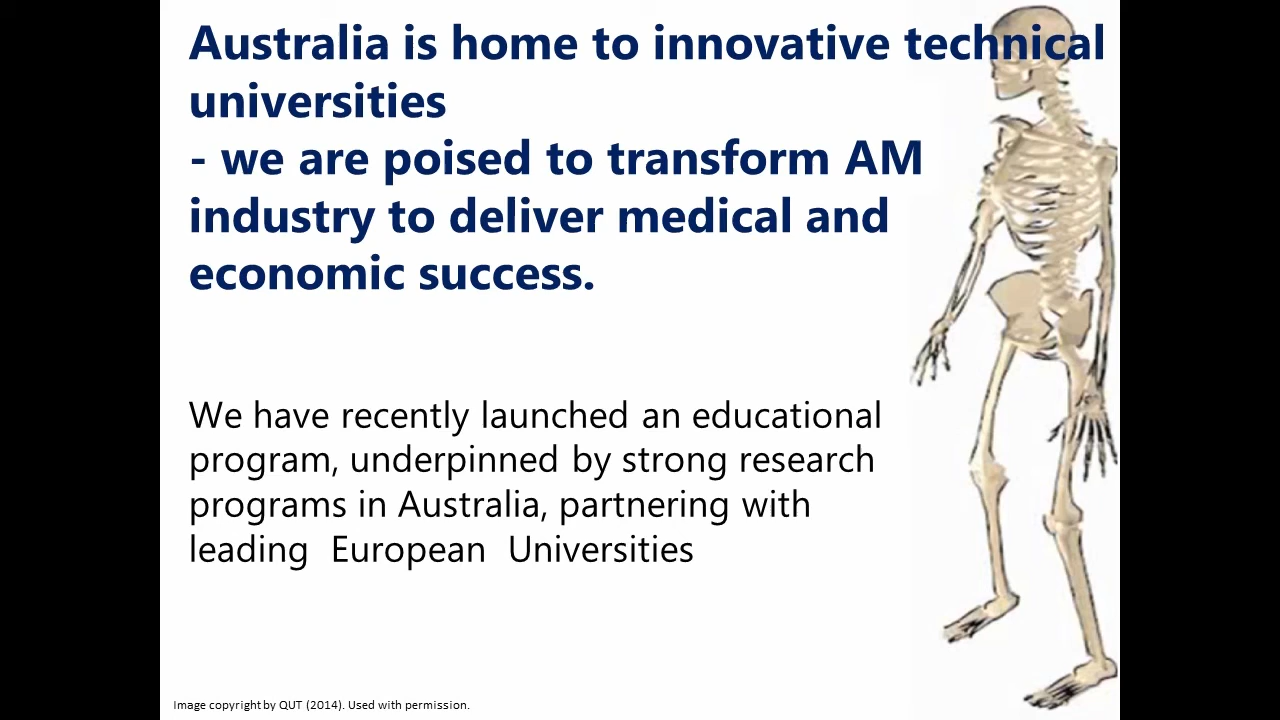 Australia is home to innovative technical
universities
- we are poised to transform AM
industry to deliver medical and
economic success.
We have recently launched an educational
program, underpinned by strong research
programs in Australia, partnering with
leading  European  Universities
Image copyright by QUT (2014). Used with permission.